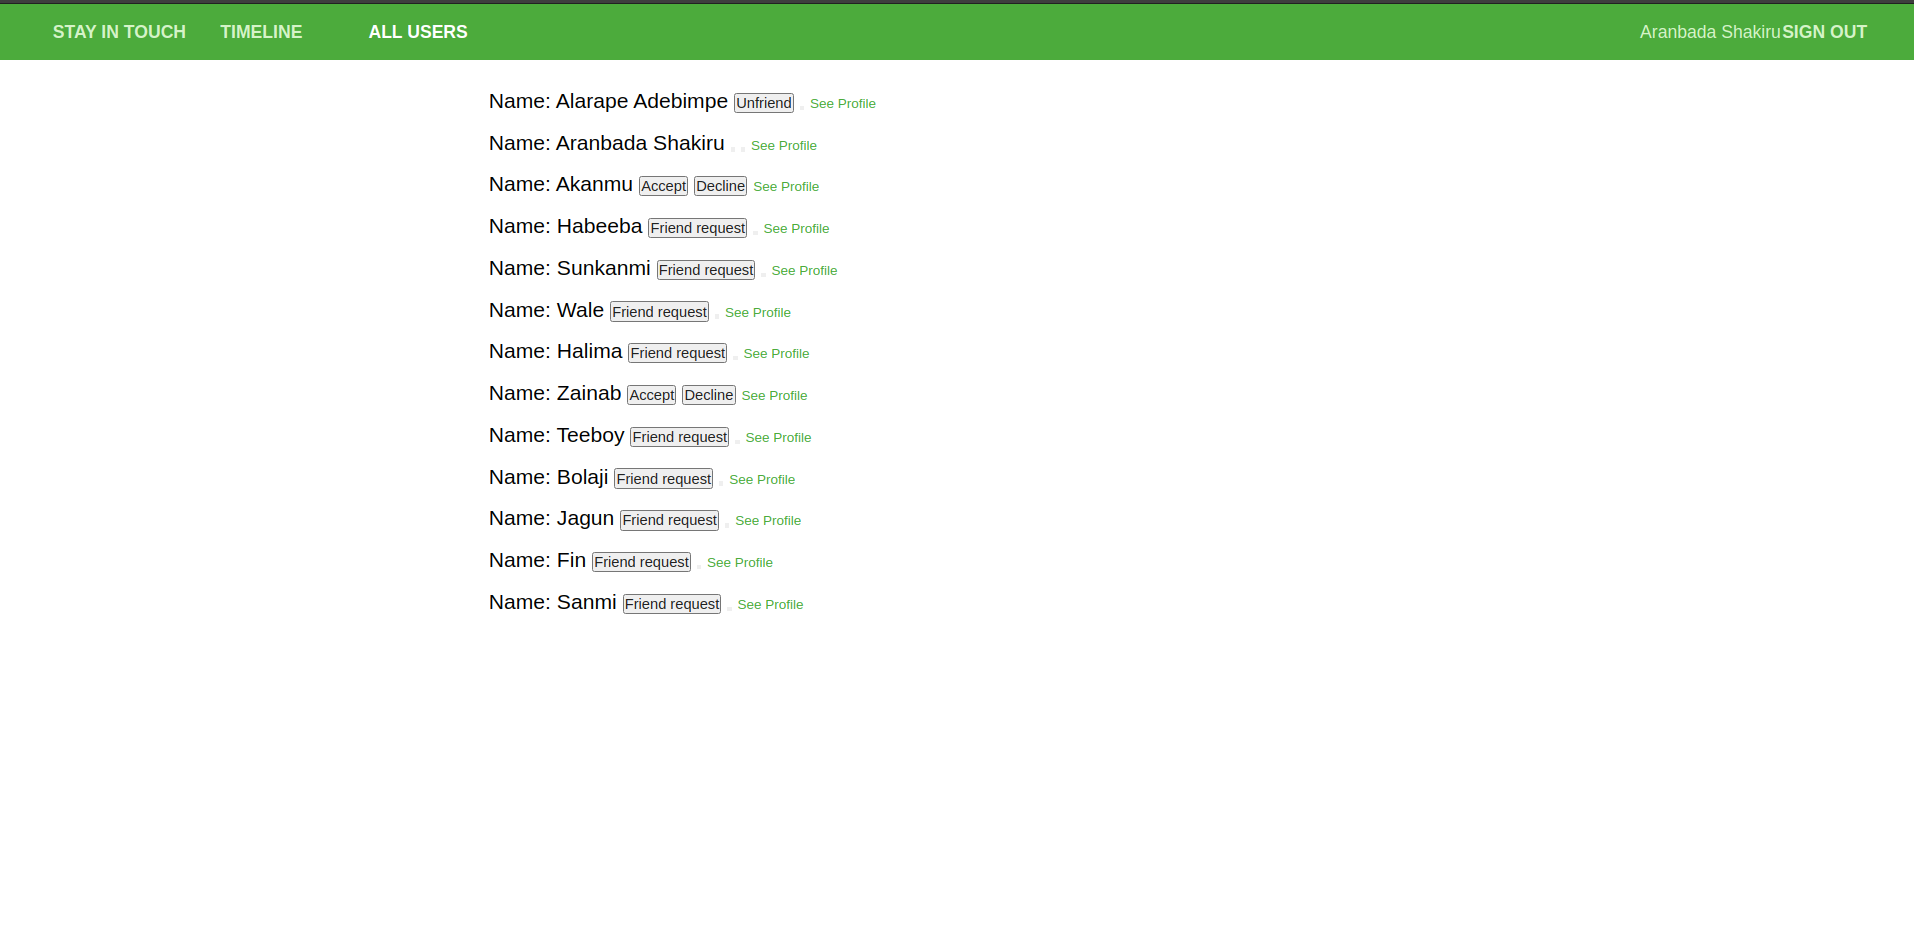 STAY IN TOUCH TIMELINE ALL USERS Aranbada Shakiru SIGN OUT
Name: Alarape Adebimpe Unfriend See Profile
Name: Aranbada Shakiru See Profile
Name: Akanmu Accept Decline See Profile
Name: Habeeba Friend request See Profile
Name: Sunkanmi Friend request See Profile
Name: Wale Friend request See Profile
Name: Halima Friend request See Profile
Name: Zainab Accept Decline See Profile
Name: Teeboy Friend request See Profile
Name: Bolaji Friend request See Profile
Name: Jagun Friend request See Profile
Name: Fin Friend request See Profile
Name: Sanmi Friend request See Profile